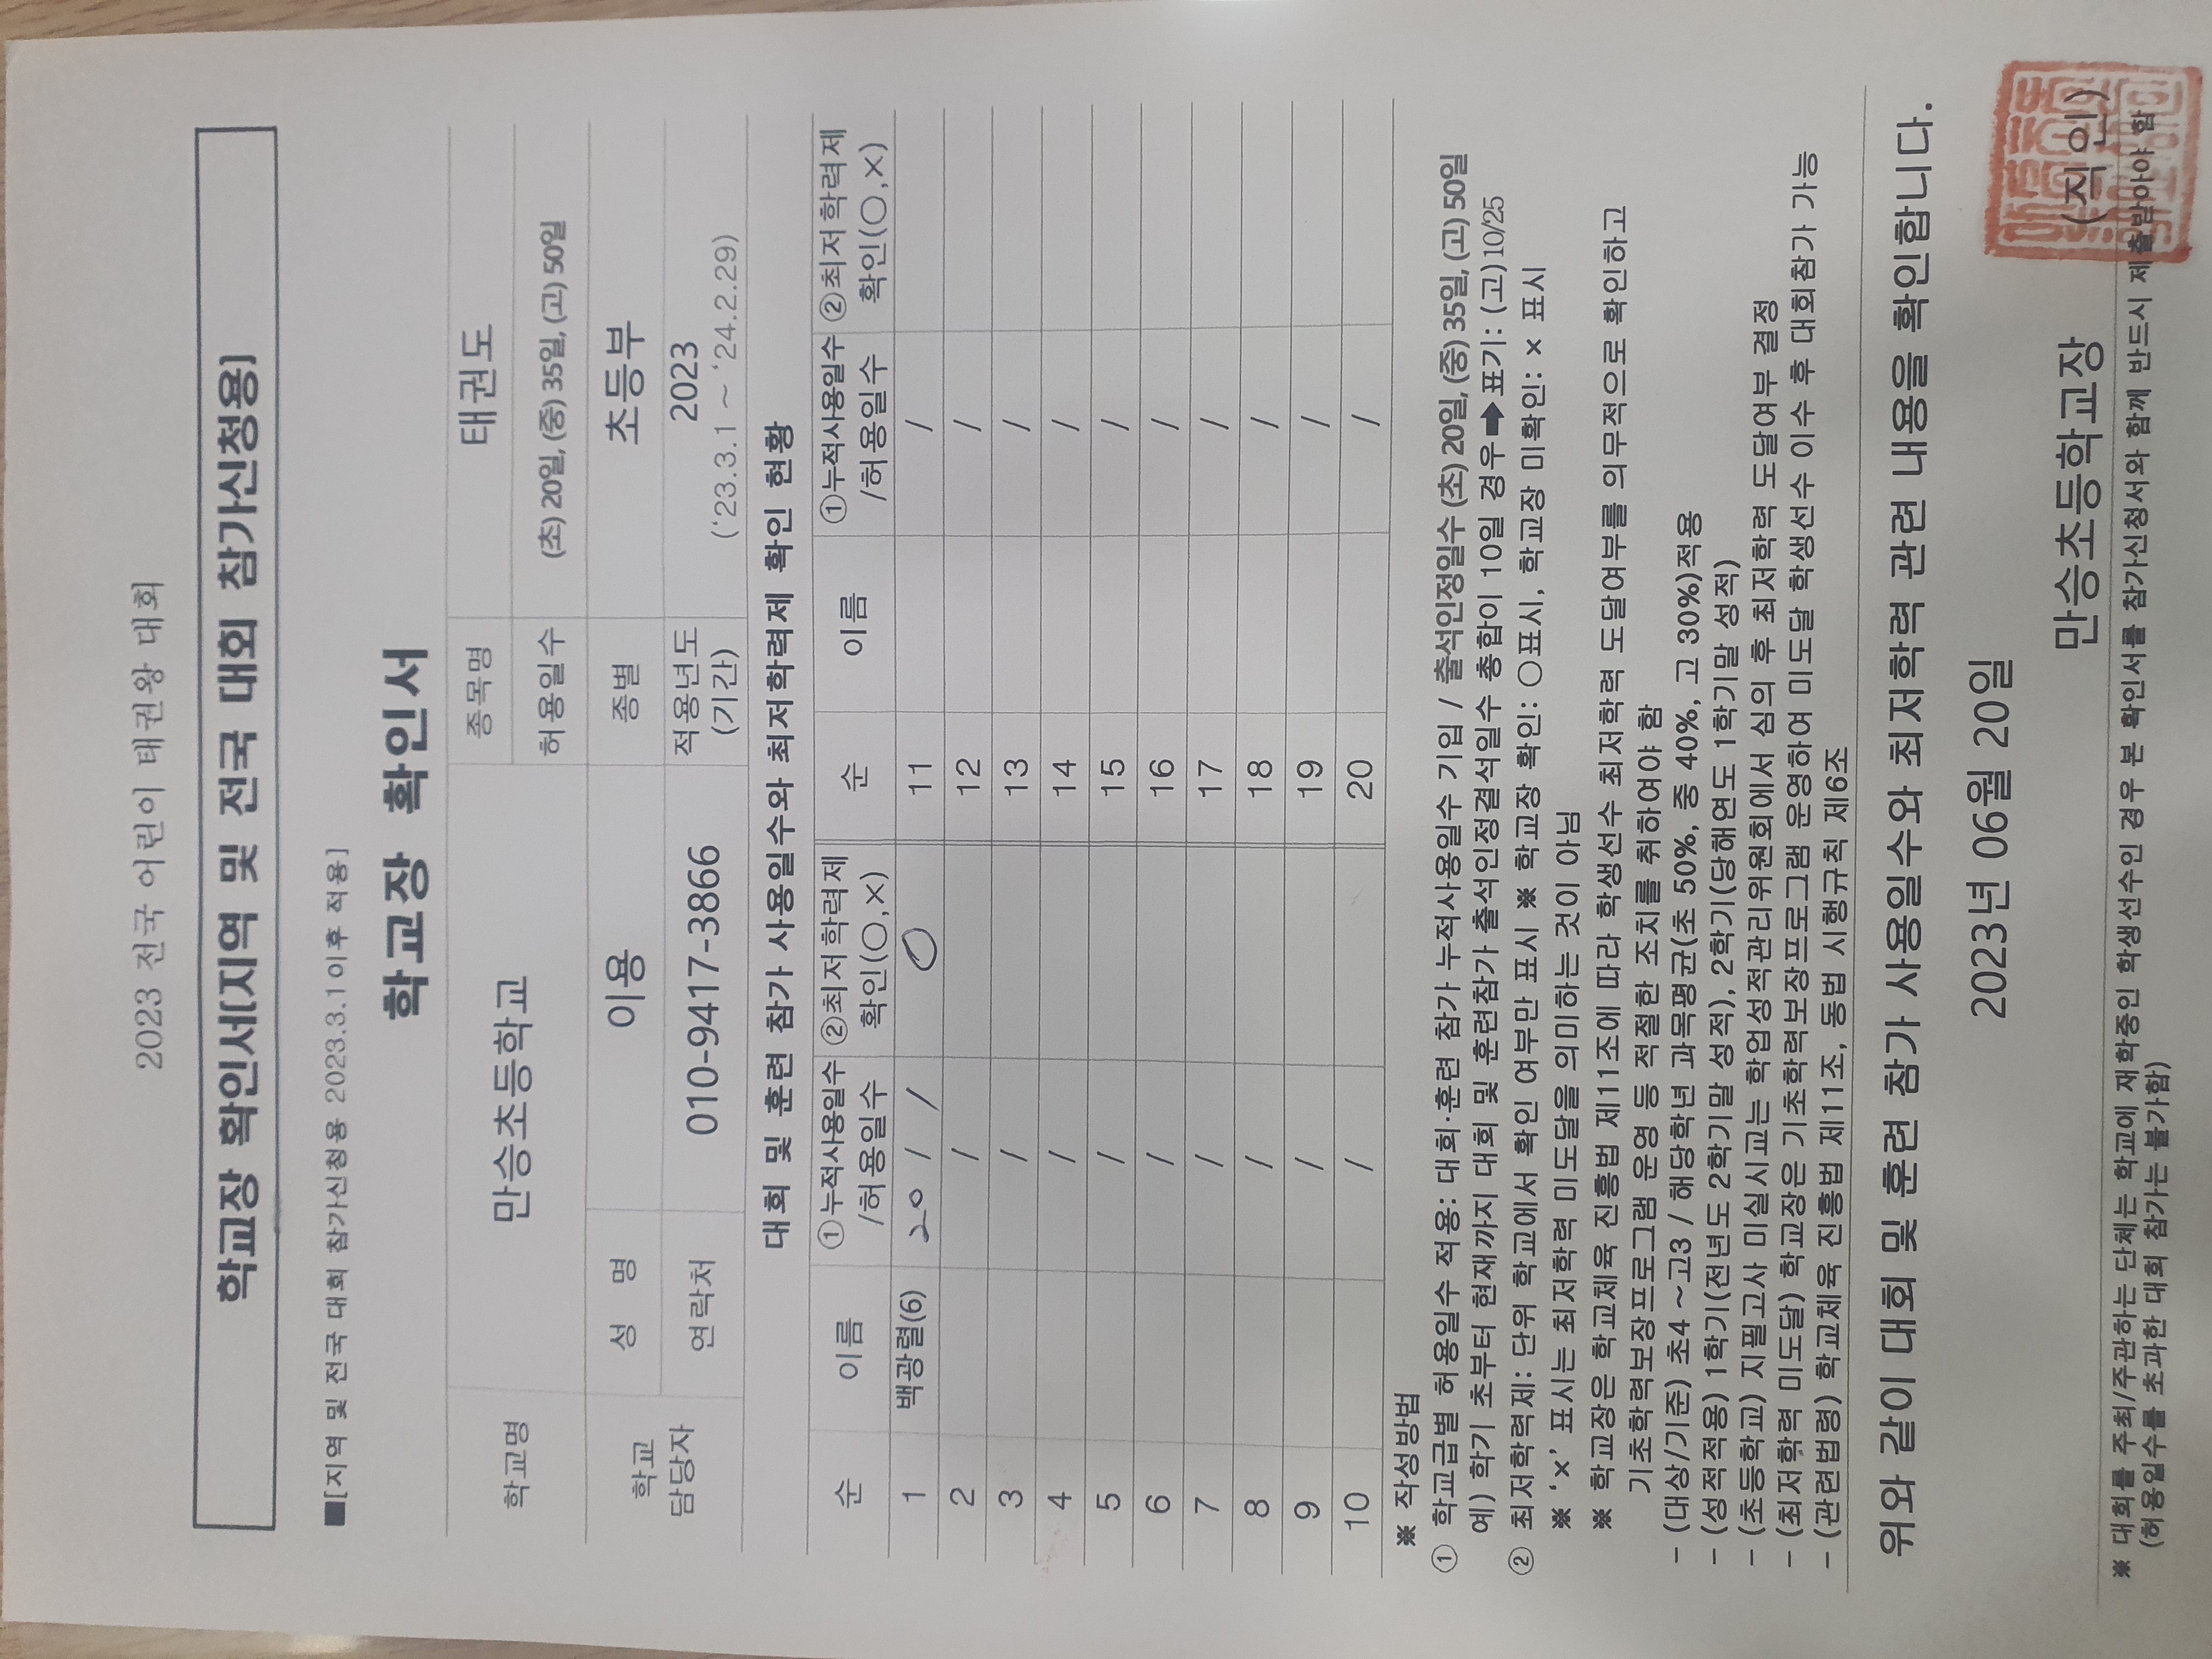 2023 전국 어린이 태권왕 대회
학교장 확인서(지역 및 전국 대회 참가신청용)
■[지역 및 전국 대회 참가신청용 2023.3.1이후 적용]
학교장 확인서
학교명 만승초등학교 종목명 태권도
허용일수 (초) 20일, (중) 35일, (고) 50일
학교 담당자 성 명 이용 종별 초등부
연락처 010-9417-3866 적용년도 (기간) 2023 ('23.3.1 ~ '24.2.29)
대회 및 훈련 참가 사용일수와 최저학력제 확인 현황
순 이름 ①누적사용일수 /허용일수 ②최저학력제 확인(○,×) 순 이름 ①누적사용일수 /허용일수 ②최저학력제 확인(○,×)
1 백광렬(6) 20 / / ○ 11 /
2 / 12 /
3 / 13 /
4 / 14 /
5 / 15 /
6 / 16 /
7 / 17 /
8 / 18 /
9 / 19 /
10 / 20 /
※ 작성방법
① 학교급별 허용일수 적용: 대회·훈련 참가 누적사용일수 기입 / 출석인정일수 (초) 20일, (중) 35일, (고) 50일
예) 학기 초부터 현재까지 대회 및 훈련참가 출석인정결석일수 총합이 10일 경우➡표기: (고)10/25
② 최저학력제: 단위 학교에서 확인 여부만 표시 ※ 학교장 확인: ○표시, 학교장 미확인: × 표시
※ '×' 표시는 최저학력 미도달을 의미하는 것이 아님
※ 학교장은 학교체육 진흥법 제11조에 따라 학생선수 최저학력 도달여부를 의무적으로 확인하고
기초학력보장프로그램 운영 등 적절한 조치를 취하여야 함
- (대상/기준) 초4 ~ 고3 / 해당학년 과목평균(초 50%, 중 40%, 고 30%)적용
- (성적적용) 1학기(전년도 2학기말 성적), 2학기(당해연도 1학기말 성적)
- (초등학교) 지필고사 미실시교는 학업성적관리위원회에서 심의 후 최저학력 도달여부 결정
- (최저학력 미도달) 학교장은 기초학력보장프로그램 운영하여 미도달 학생선수 이수 후 대회참가 가능
- (관련법령) 학교체육 진흥법 제11조, 동법 시행규칙 제6조
위와 같이 대회 및 훈련 참가 사용일수와 최저학력 관련 내용을 확인합니다.
2023년 06월 20일
만승초등학교장 (직인)
※ 대회를 주최/주관하는 단체는 학교에 재학중인 학생선수인 경우 본 확인서를 참가신청서와 함께 반드시 제출받아야 함
(허용일수를 초과한 대회 참가는 불가함)